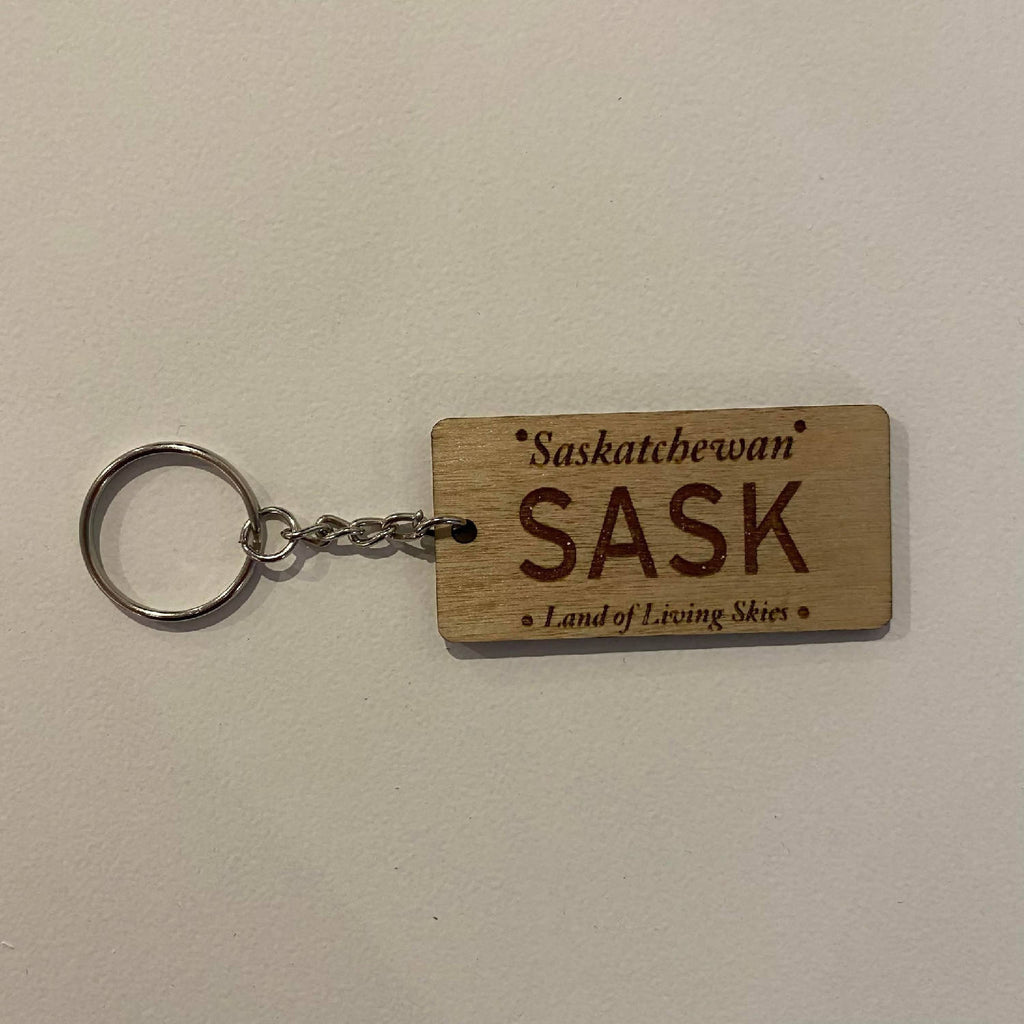 Saskatchewan
SASK
Land of Living Skies